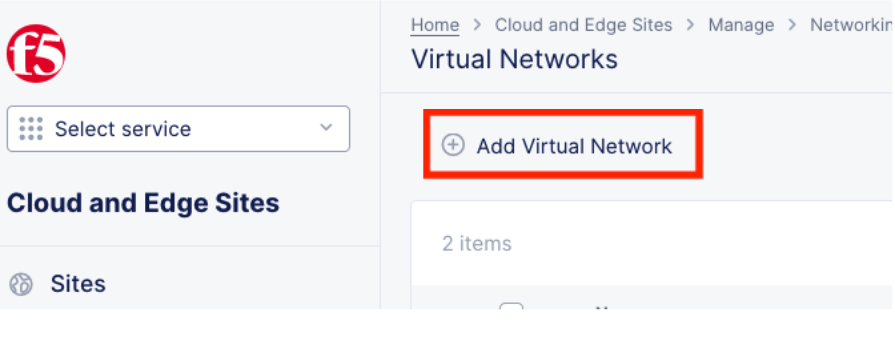 f5
Home > Cloud and Edge Sites > Manage >
Virtual Networks
Select service
Add Virtual Network
Cloud and Edge Sites
2 items
Sites